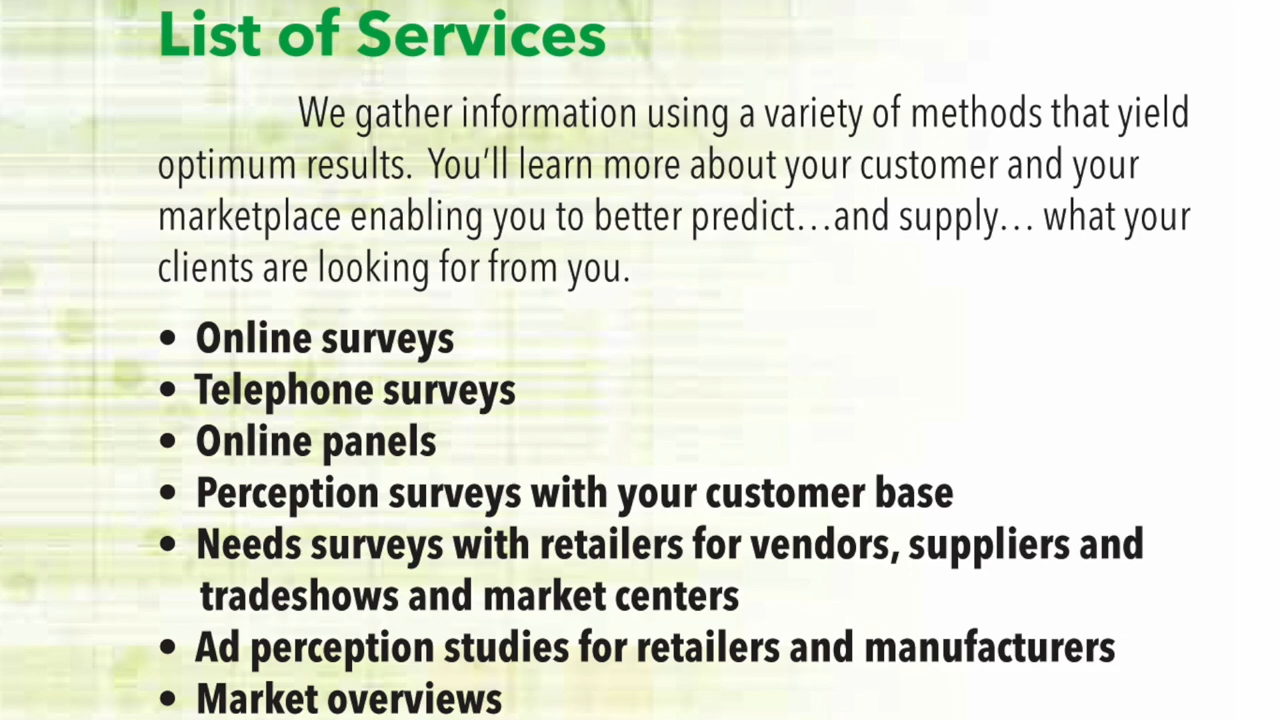 List of Services
We gather information using a variety of methods that yield
optimum results.  You’ll learn more about your customer and your
marketplace enabling you to better predict…and supply… what your
clients are looking for from you.
• Online surveys
• Telephone surveys
• Online panels
• Perception surveys with your customer base
• Needs surveys with retailers for vendors, suppliers and
tradeshows and market centers
• Ad perception studies for retailers and manufacturers
• Market overviews